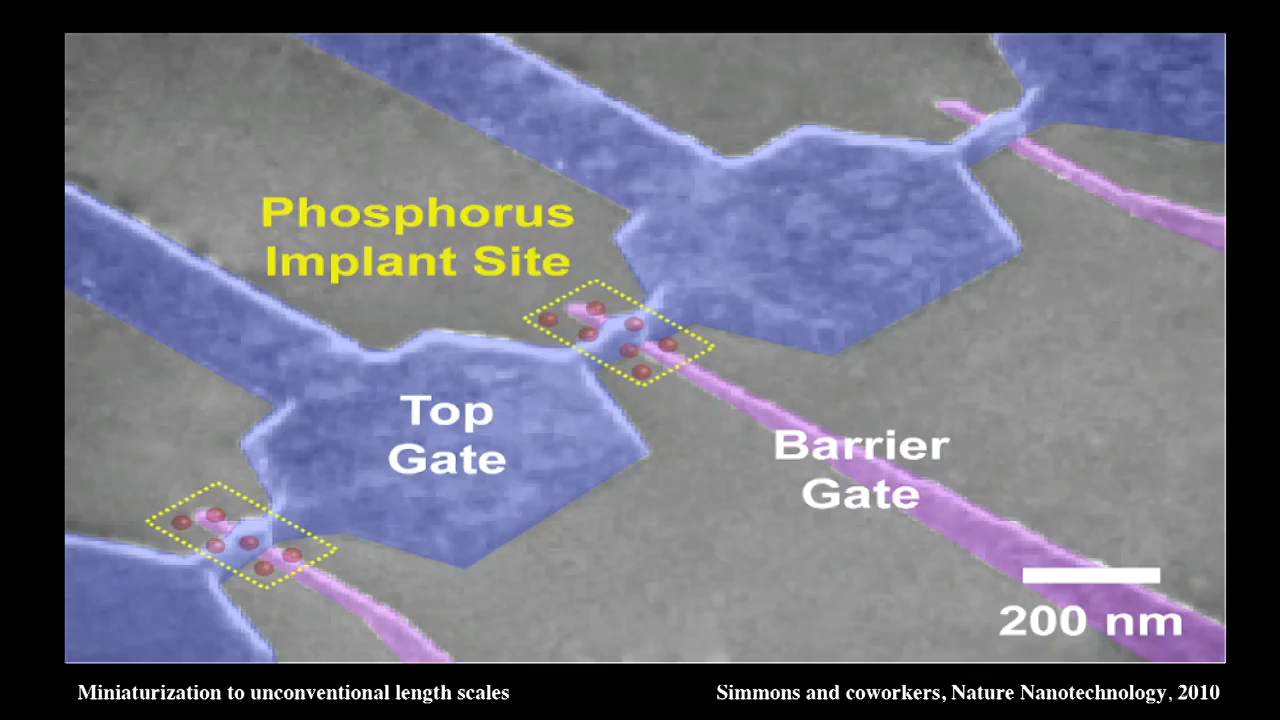 Phosphorus
Implant Site
Top
Gate
Barrier
Gate
200 nm
Miniaturization to unconventional length scales
Simmons and coworkers, Nature Nanotechnology, 2010